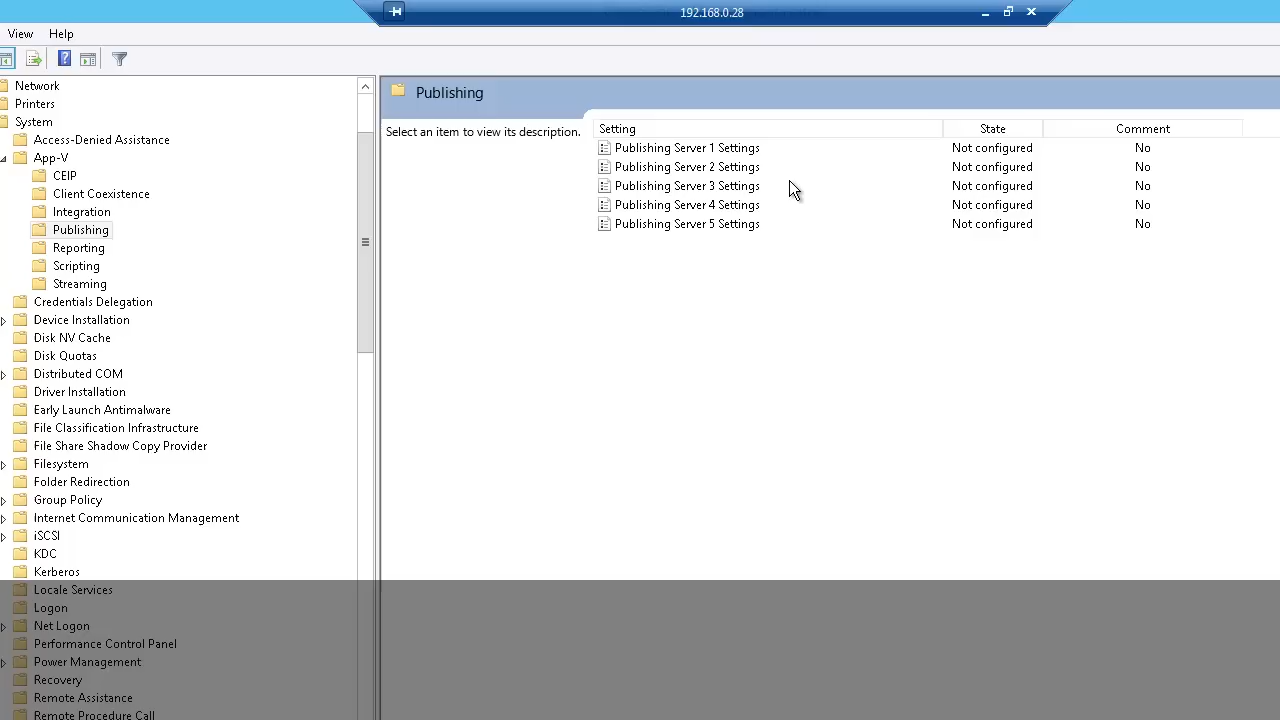 192.168.0.28
View Help
Network
Printers
System
Access-Denied Assistance
App-V
CEIP
Client Coexistence
Integration
Publishing
Reporting
Scripting
Streaming
Credentials Delegation
Device Installation
Disk NV Cache
Disk Quotas
Distributed COM
Driver Installation
Early Launch Antimalware
File Classification Infrastructure
File Share Shadow Copy Provider
Filesystem
Folder Redirection
Group Policy
Internet Communication Management
iSCSI
KDC
Kerberos
Locale Services
Logon
Net Logon
Performance Control Panel
Power Management
Recovery
Remote Assistance
Remote Procedure Call
Publishing
Select an item to view its description.
Setting State Comment
Publishing Server 1 Settings Not configured No
Publishing Server 2 Settings Not configured No
Publishing Server 3 Settings Not configured No
Publishing Server 4 Settings Not configured No
Publishing Server 5 Settings Not configured No